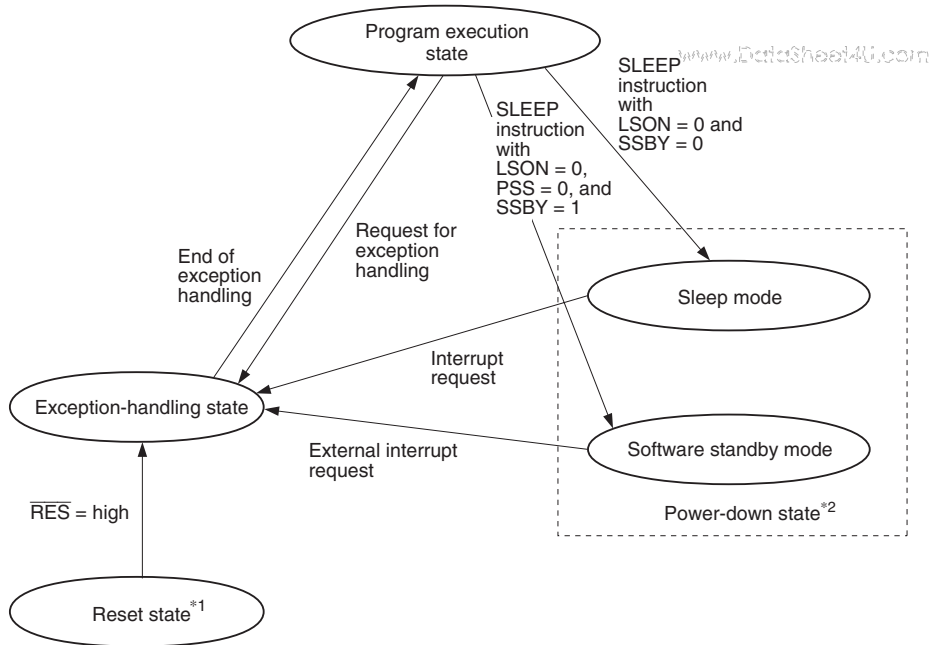 Program execution
state
www.DataSheet4U.com
SLEEP
instruction
with
LSON = 0 and
SSBY = 0
SLEEP
instruction
with
LSON = 0,
PSS = 0, and
SSBY = 1
End of
exception
handling
Request for
exception
handling
Sleep mode
Interrupt
request
Exception-handling state
External interrupt
request
Software standby mode
Power-down state*2
RES = high
Reset state*1